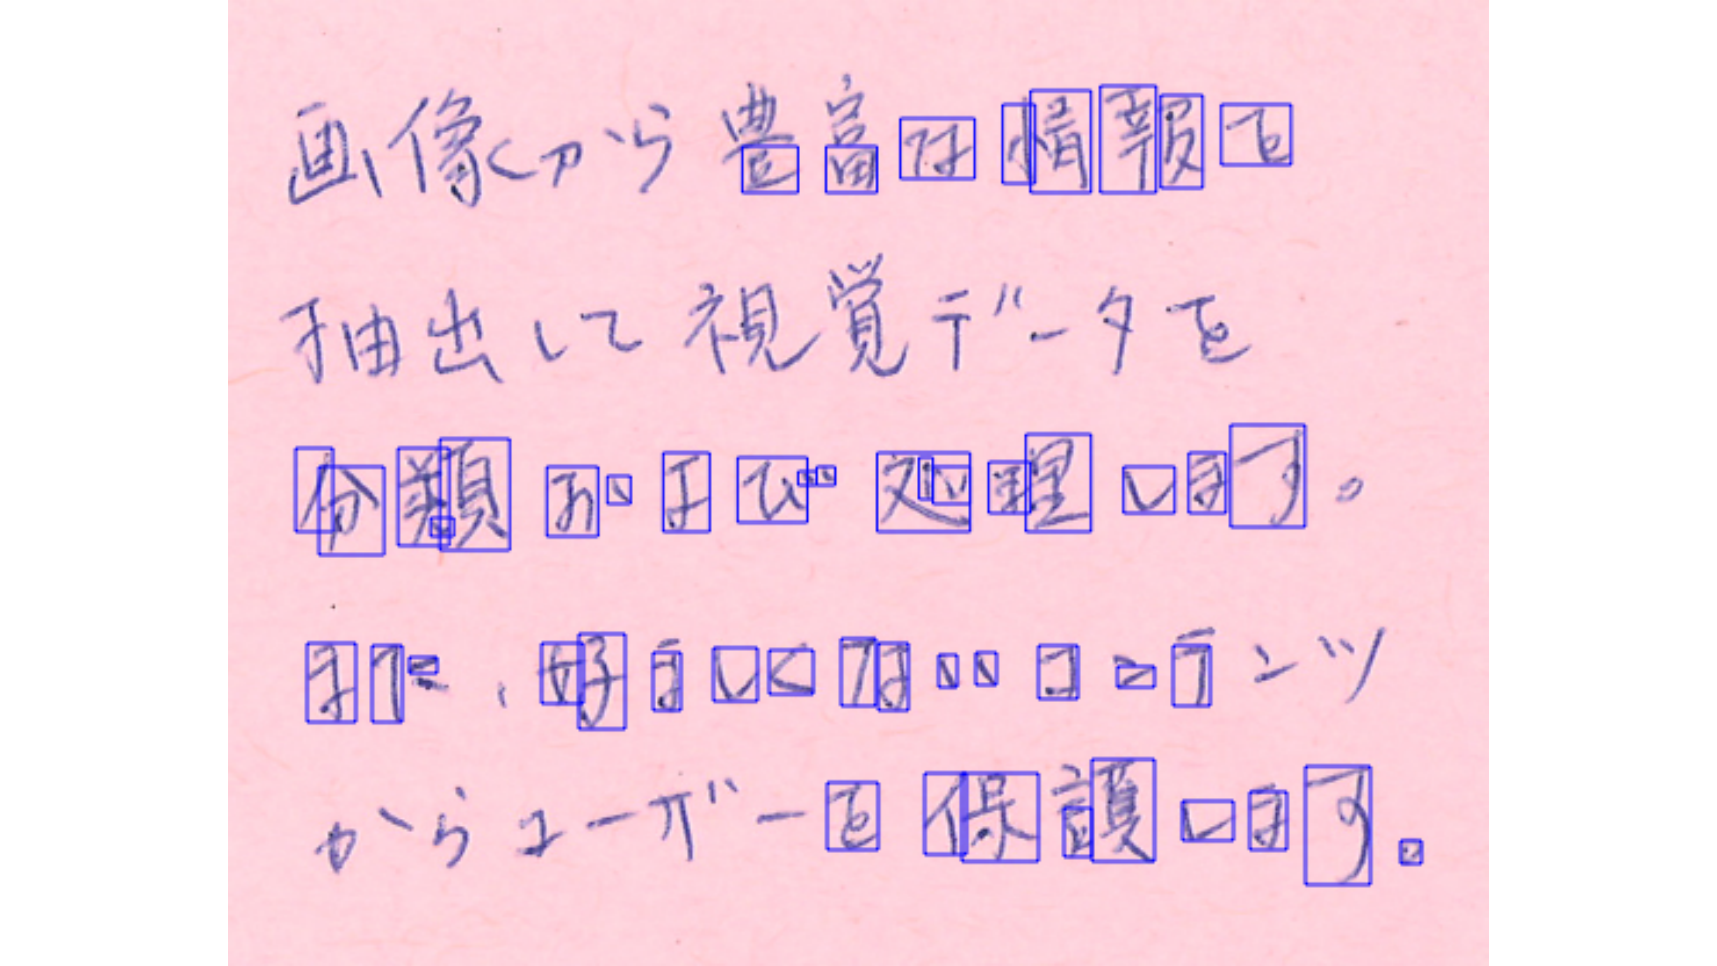 画像から豊富な情報を
抽出して視覚データを
分類および処理します。
また、好ましくないコンテンツ
からユーザーを保護します。